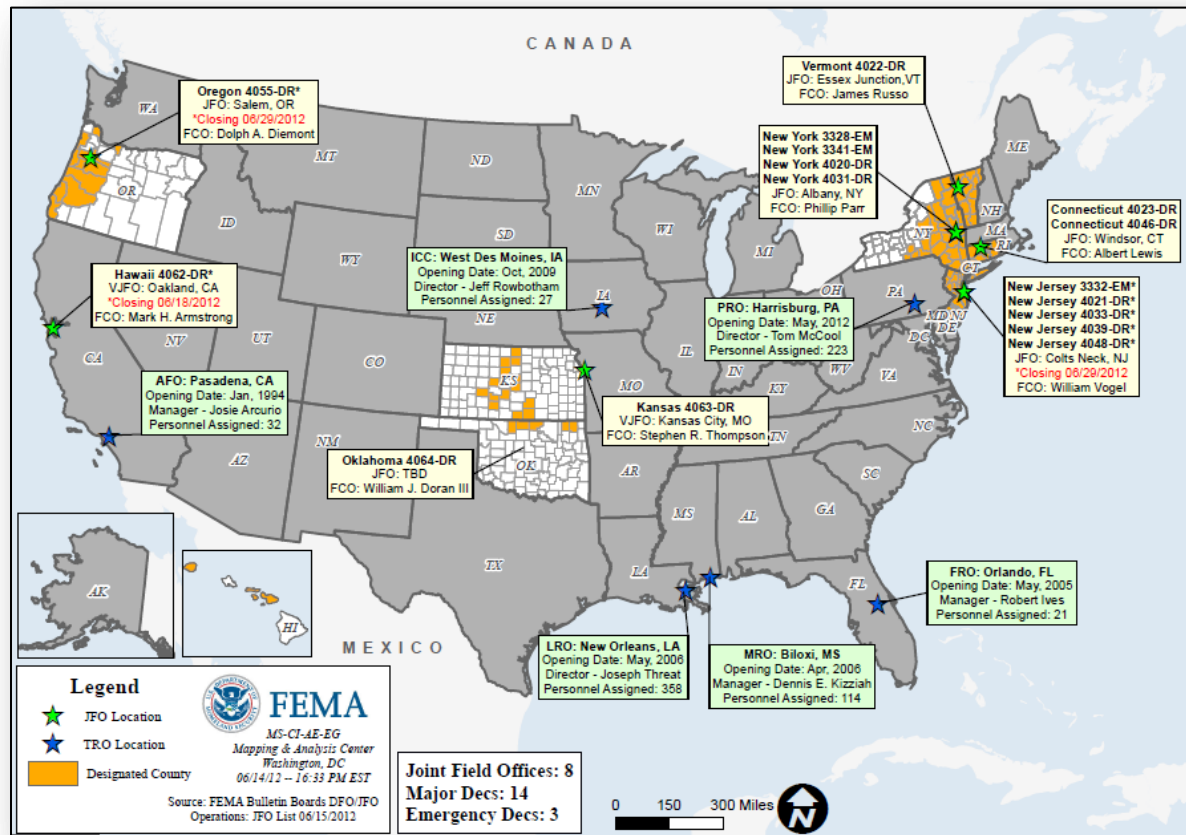 CANADA
Oregon 4055-DR*
JFO: Salem, OR
*Closing 06/29/2012
FCO: Dolph A. Diemont
Vermont 4022-DR
JFO: Essex Junction,VT
FCO: James Russo
New York 3328-EM
New York 3341-EM
New York 4020-DR
New York 4031-DR
JFO: Albany, NY
FCO: Phillip Parr
Connecticut 4023-DR
Connecticut 4046-DR
JFO: Windsor, CT
FCO: Albert Lewis
Hawaii 4062-DR*
VJFO: Oakland, CA
*Closing 06/18/2012
FCO: Mark H. Armstrong
ICC: West Des Moines, IA
Opening Date: Oct, 2009
Director - Jeff Rowbotham
Personnel Assigned: 27
PRO: Harrisburg, PA
Opening Date: May, 2012
Director - Tom McCool
Personnel Assigned: 223
New Jersey 3332-EM*
New Jersey 4021-DR*
New Jersey 4033-DR*
New Jersey 4039-DR*
New Jersey 4048-DR*
JFO: Colts Neck, NJ
*Closing 06/29/2012
FCO: William Vogel
AFO: Pasadena, CA
Opening Date: Jan, 1994
Manager - Josie Arcurio
Personnel Assigned: 32
Kansas 4063-DR
VJFO: Kansas City, MO
FCO: Stephen R. Thompson
Oklahoma 4064-DR
JFO: TBD
FCO: William J. Doran III
FRO: Orlando, FL
Opening Date: May, 2005
Manager - Robert Ives
Personnel Assigned: 21
LRO: New Orleans, LA
Opening Date: May, 2006
Director - Joseph Threat
Personnel Assigned: 358
MRO: Biloxi, MS
Opening Date: Apr, 2006
Manager - Dennis E. Kizziah
Personnel Assigned: 114
WA
MT
ND
MN
ME
OR
ID
SD
WI
MI
NY
NH
MA
RI
CT
WY
IA
NE
OH
PA
NJ
MD
DE
DC
NV
UT
CA
CO
KS
MO
IL
IN
KY
WV
VA
AZ
NM
OK
AR
TN
NC
SC
MS
AL
GA
TX
LA
FL
AK
HI
MEXICO
Legend
JFO Location
TRO Location
Designated County
FEMA
MS-CI-AE-EG
Mapping & Analysis Center
Washington, DC
06/14/12 -- 16:33 PM EST
Source: FEMA Bulletin Boards DFO/JFO
Operations: JFO List 06/15/2012
Joint Field Offices: 8
Major Decs: 14
Emergency Decs: 3
0 150 300 Miles
N